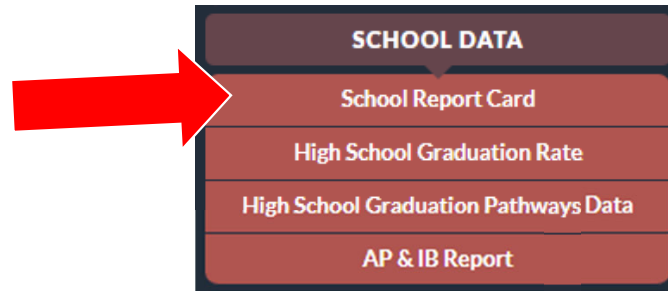 SCHOOL DATA
School Report Card
High School Graduation Rate
High School Graduation Pathways Data
AP & IB Report